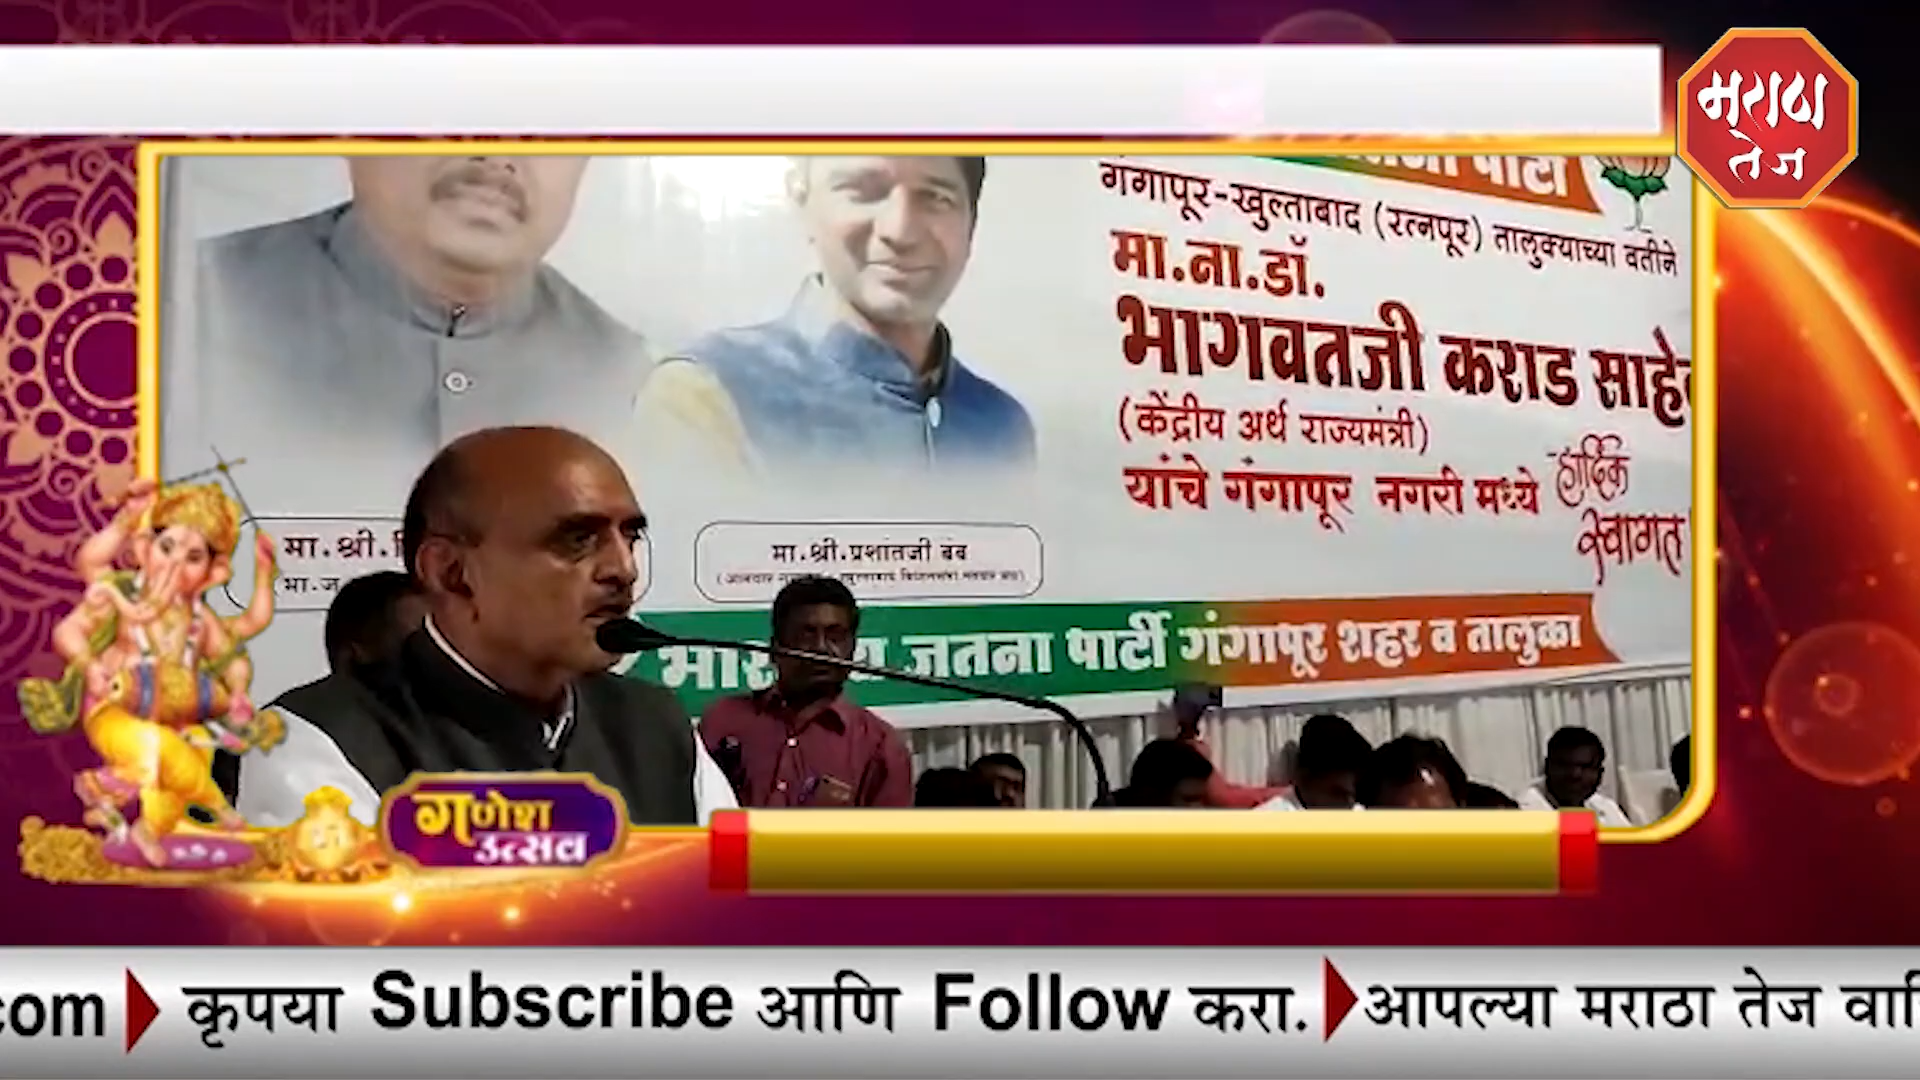 मराठा
तेज
पार्टी
गंगापूर-खुल्ताबाद (रत्नपूर) तालुक्याच्या वतीने
मा.ना.डॉ.
भागवतजी कराड
(केंद्रीय अर्थ राज्यमंत्री)
यांचे गंगापूर नगरी मध्ये हार्दिक
स्वागत
मा.श्री.
भा.ज
मा.श्री.प्रशांतजी बंब
जतना पार्टी गंगापूर शहर व तालुका
गणेश
उत्सव
com कृपया Subscribe आणि Follow करा. आपल्या मराठा तेज